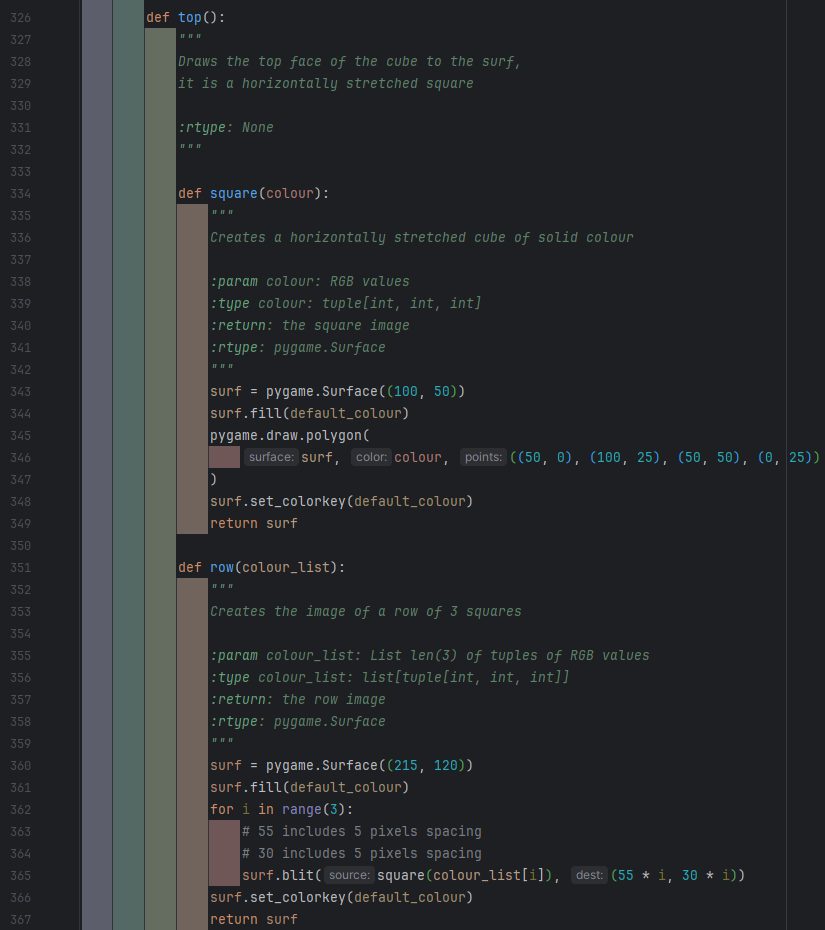 326 def top():
327 """
328 Draws the top face of the cube to the surf,
329 it is a horizontally stretched square
330
331 :rtype: None
332 """
333
334 def square(colour):
335 """
336 Creates a horizontally stretched cube of solid colour
337
338 :param colour: RGB values
339 :type colour: tuple[int, int, int]
340 :return: the square image
341 :rtype: pygame.Surface
342 """
343 surf = pygame.Surface((100, 50))
344 surf.fill(default_colour)
345 pygame.draw.polygon(
346 surface: surf, color: colour, points: ((50, 0), (100, 25), (50, 50), (0, 25))
347 )
348 surf.set_colorkey(default_colour)
349 return surf
350
351 def row(colour_list):
352 """
353 Creates the image of a row of 3 squares
354
355 :param colour_list: List len(3) of tuples of RGB values
356 :type colour_list: list[tuple[int, int, int]]
357 :return: the row image
358 :rtype: pygame.Surface
359 """
360 surf = pygame.Surface((215, 120))
361 surf.fill(default_colour)
362 for i in range(3):
363 # 55 includes 5 pixels spacing
364 # 30 includes 5 pixels spacing
365 surf.blit( source: square(colour_list[i]), dest: (55 * i, 30 * i))
366 surf.set_colorkey(default_colour)
367 return surf